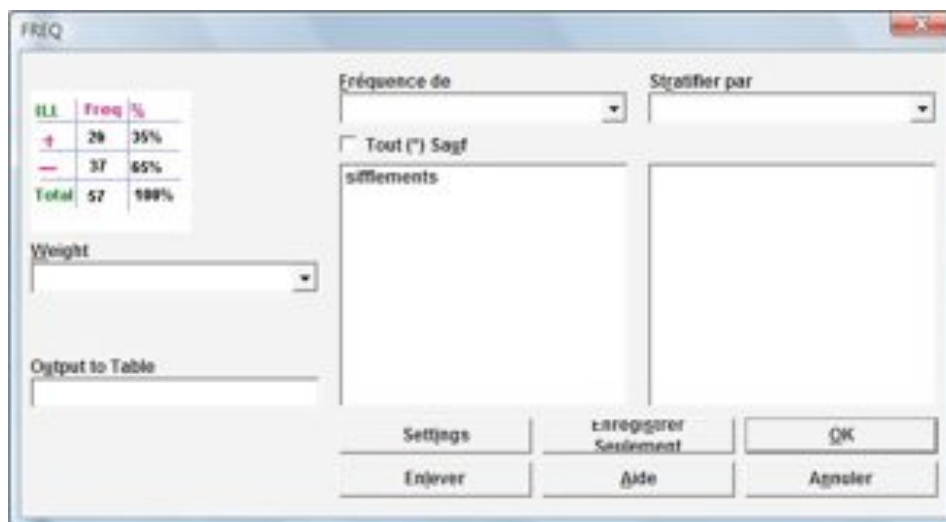 FREQ
Fréquence de
Stratifier par
ILL Freq %
+ 20 35%
— 37 65%
Total 57 100%
Tout (*) Sauf
sifflements
Weight
Output to Table
Settings
Enregistrer Seulement
OK
Enlever
Aide
Annuler